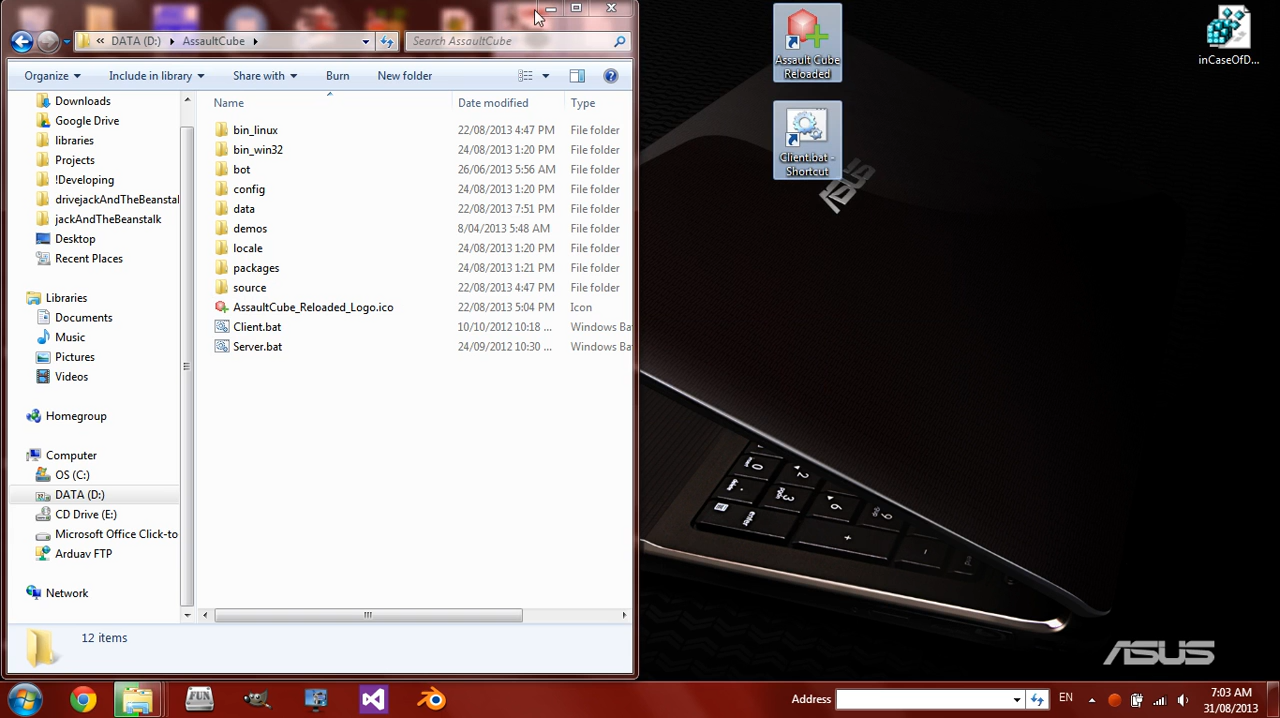 DATA (D:) AssaultCube
Search AssaultCube
Organize Include in library Share with Burn New folder
Name Date modified Type
Downloads
Google Drive
libraries
Projects
!Developing
drivejackAndTheBeanstal
jackAndTheBeanstalk
Desktop
Recent Places
Libraries
Documents
Music
Pictures
Videos
Homegroup
Computer
OS (C:)
DATA (D:)
CD Drive (E:)
Microsoft Office Click-to
Arduav FTP
Network
bin_linux 22/08/2013 4:47 PM File folder
bin_win32 24/08/2013 1:20 PM File folder
bot 26/06/2013 5:56 AM File folder
config 24/08/2013 1:20 PM File folder
data 22/08/2013 7:51 PM File folder
demos 8/04/2013 5:48 AM File folder
locale 24/08/2013 1:20 PM File folder
packages 24/08/2013 1:21 PM File folder
source 22/08/2013 4:47 PM File folder
AssaultCube_Reloaded_Logo.ico 22/08/2013 5:04 PM Icon
Client.bat 10/10/2012 10:18 ... Windows Ba
Server.bat 24/09/2012 10:30 ... Windows Ba
12 items
Assault Cube
Reloaded
Client.bat -
Shortcut
inCaseOfD...
ASUS
0
2
3
6
9
enter
+
-
ASUS
FUN
Address
EN
7:03 AM
31/08/2013